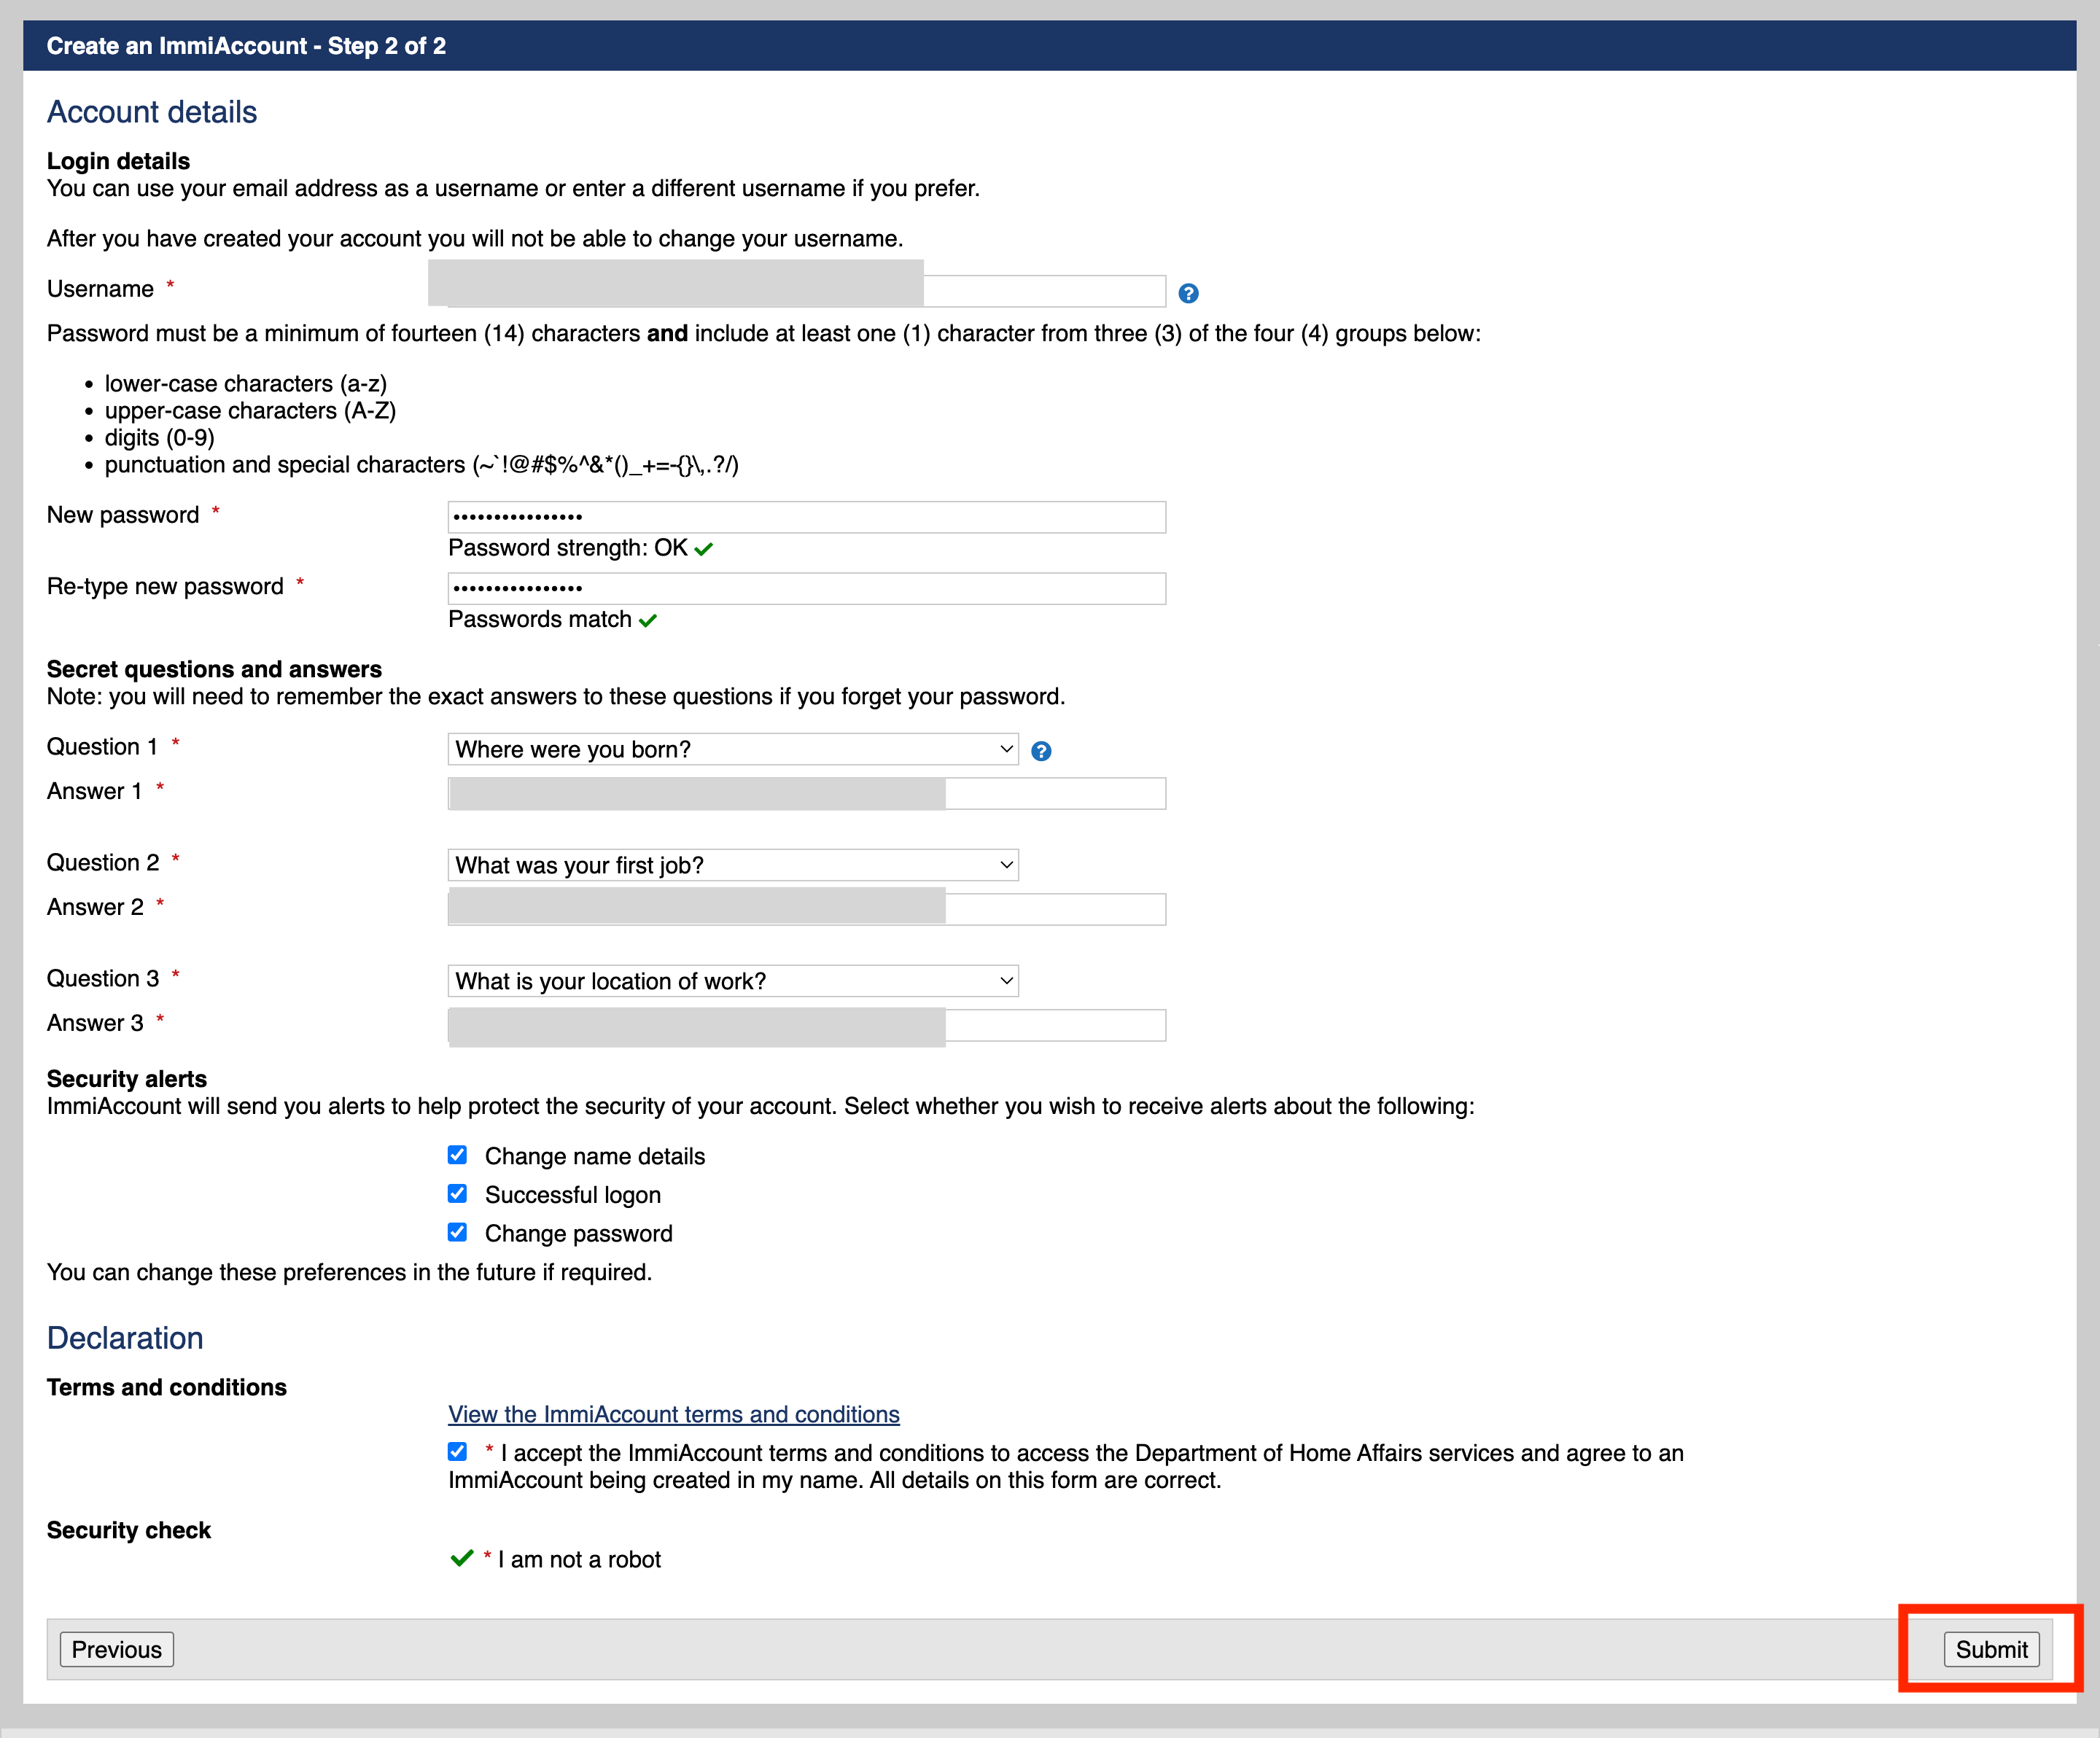 Create an ImmiAccount - Step 2 of 2
Account details
Login details
You can use your email address as a username or enter a different username if you prefer.
After you have created your account you will not be able to change your username.
Username *
Password must be a minimum of fourteen (14) characters and include at least one (1) character from three (3) of the four (4) groups below:
• lower-case characters (a-z)
• upper-case characters (A-Z)
• digits (0-9)
• punctuation and special characters (~`!@#$%^&*()_+=-{}\,.?/)
New password * ••••••••••••••••
Password strength: OK
Re-type new password * ••••••••••••••••
Passwords match
Secret questions and answers
Note: you will need to remember the exact answers to these questions if you forget your password.
Question 1 * Where were you born?
Answer 1 *
Question 2 * What was your first job?
Answer 2 *
Question 3 * What is your location of work?
Answer 3 *
Security alerts
ImmiAccount will send you alerts to help protect the security of your account. Select whether you wish to receive alerts about the following:
Change name details
Successful logon
Change password
You can change these preferences in the future if required.
Declaration
Terms and conditions
View the ImmiAccount terms and conditions
* I accept the ImmiAccount terms and conditions to access the Department of Home Affairs services and agree to an
ImmiAccount being created in my name. All details on this form are correct.
Security check
* I am not a robot
Previous Submit